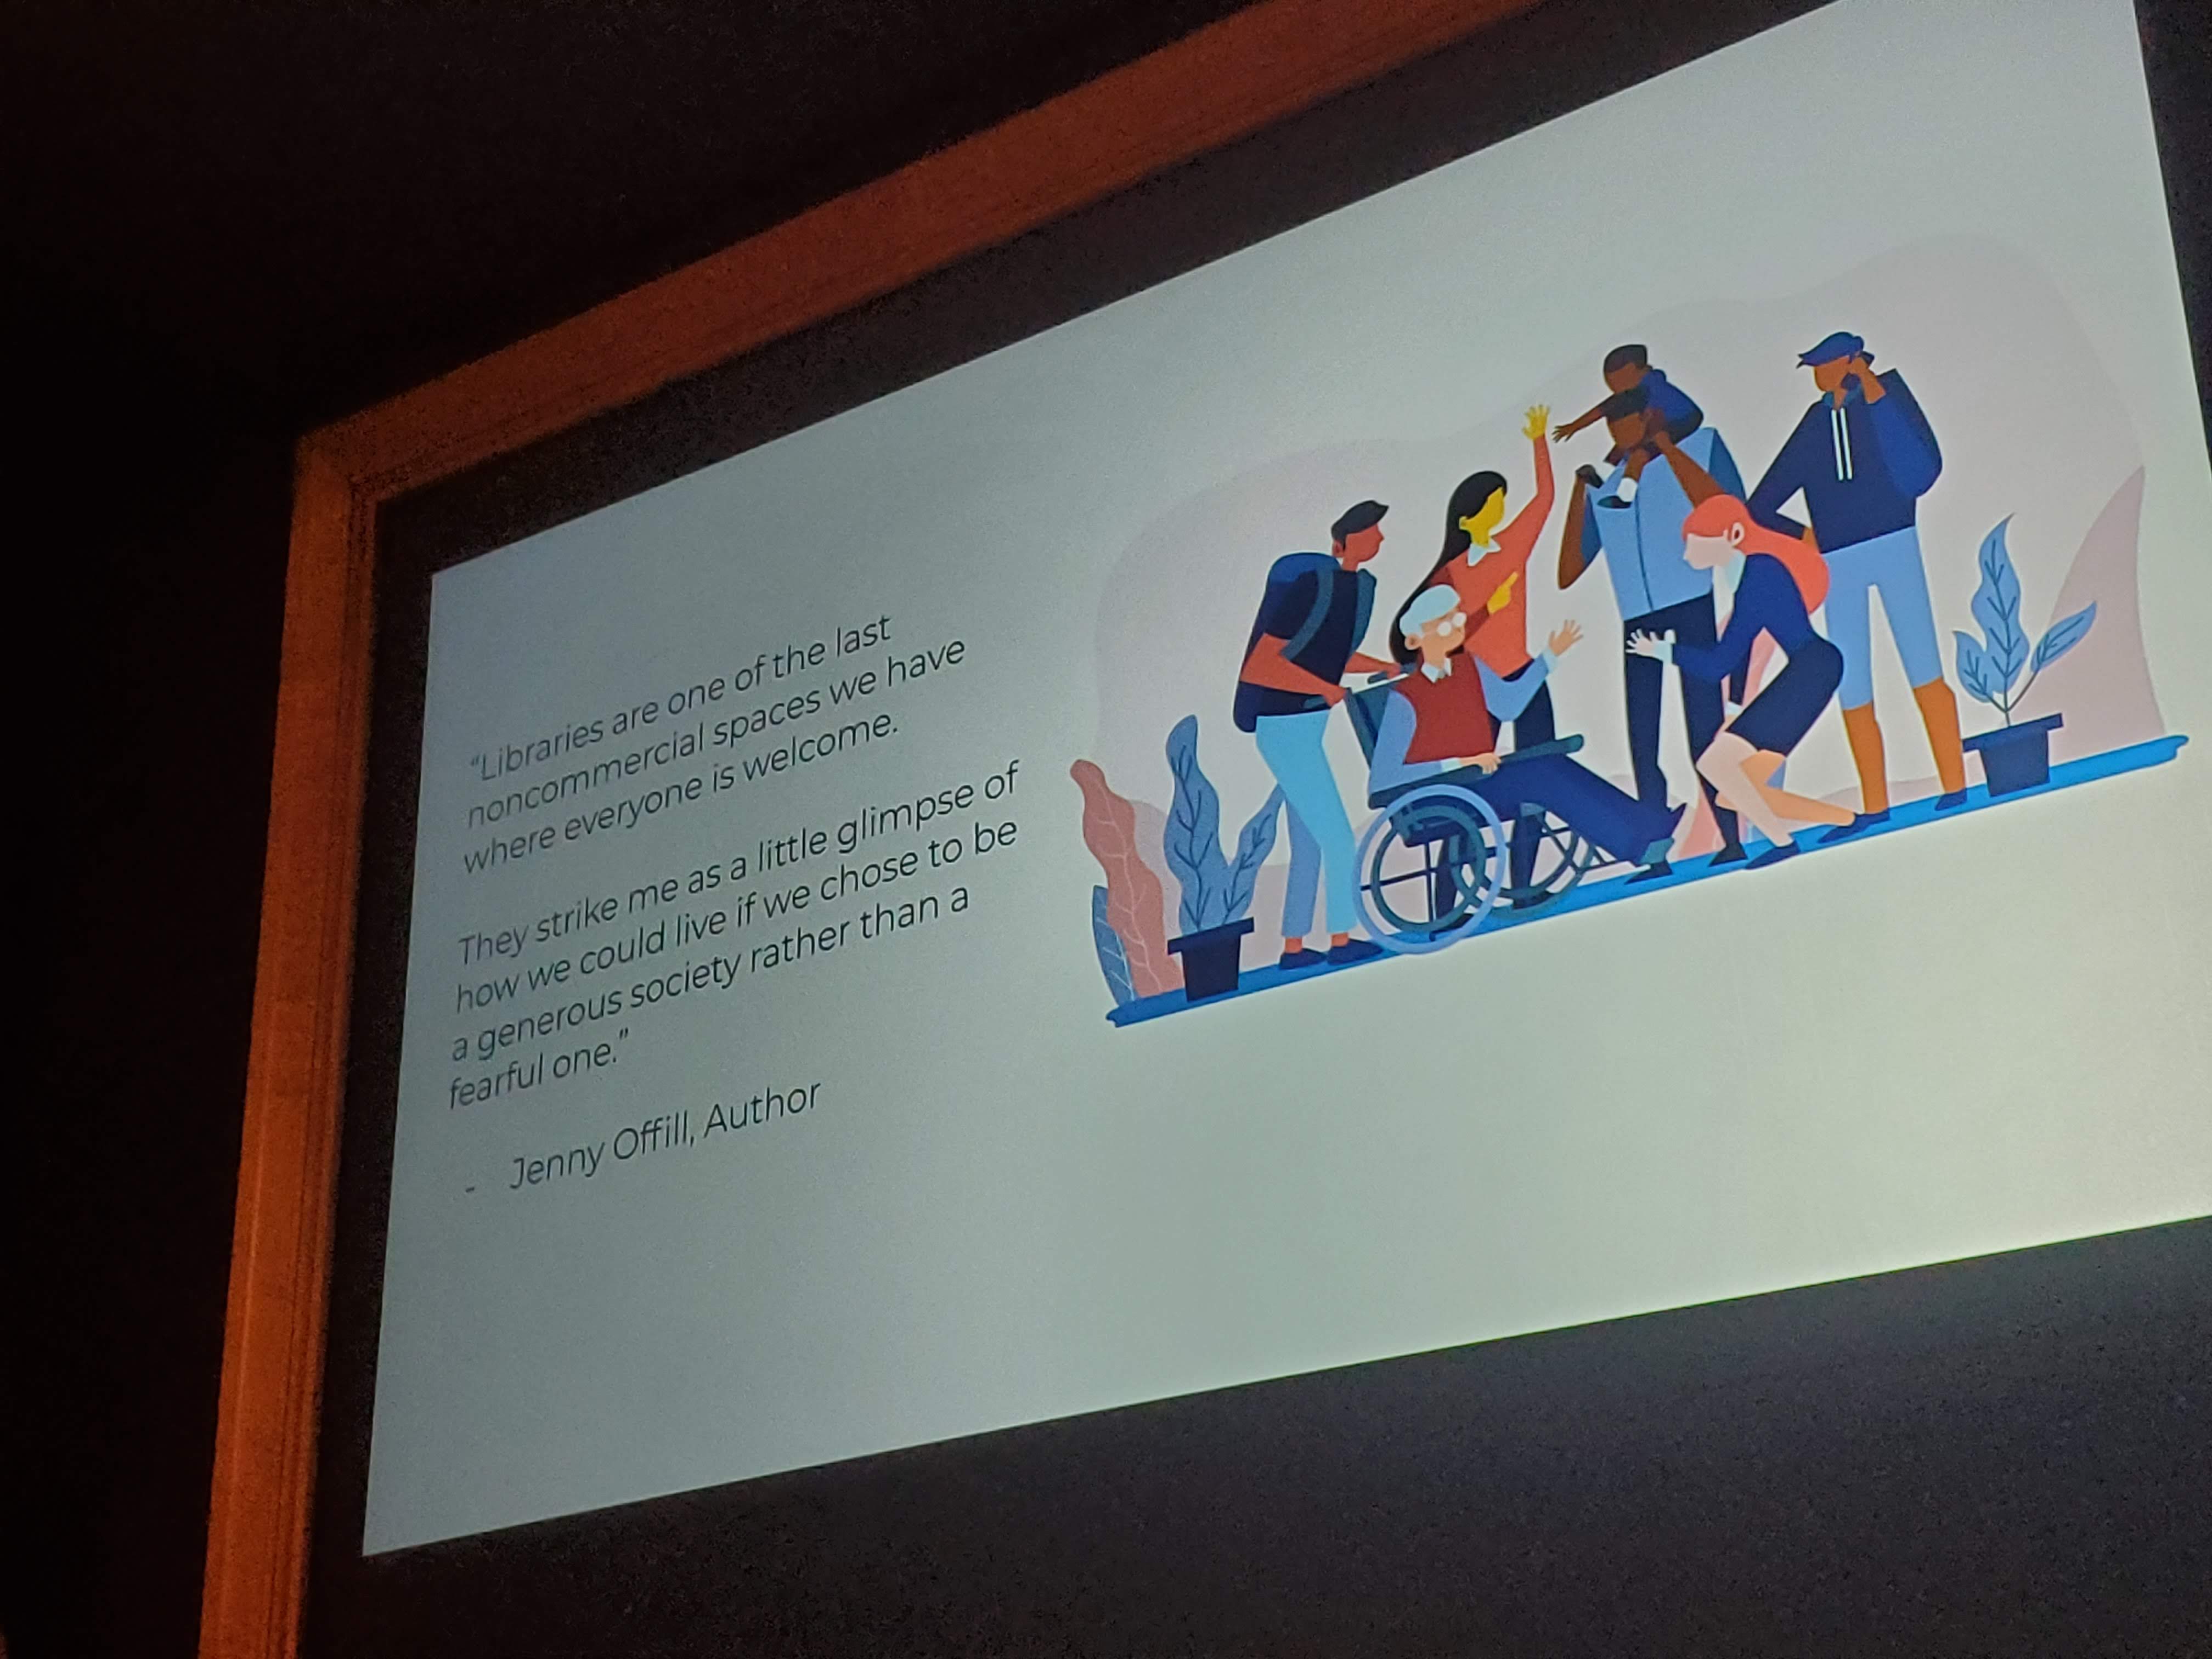 “Libraries are one of the last
noncommercial spaces we have
where everyone is welcome.
They strike me as a little glimpse of
how we could live if we chose to be
a generous society rather than a
fearful one.”
- Jenny Offill, Author